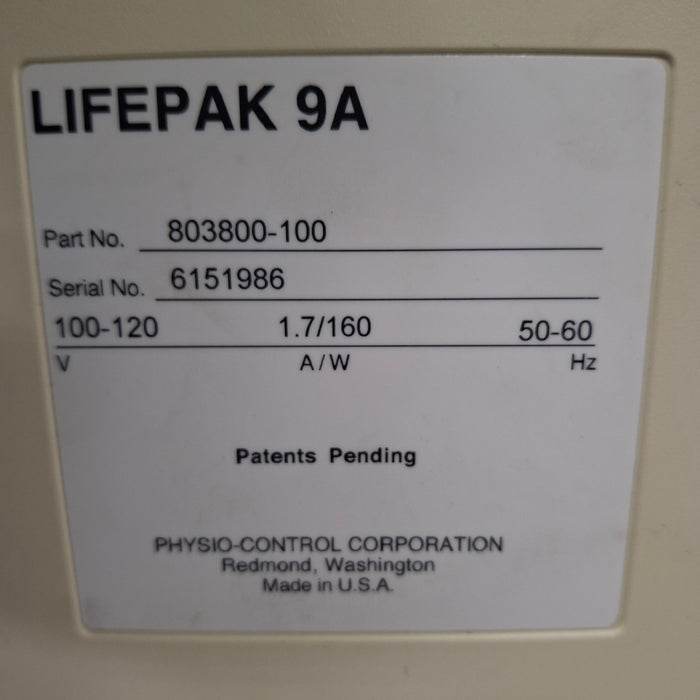 LIFEPAK 9A
Part No. 803800-100
Serial No. 6151986
100-120 1.7/160 50-60
V A/W Hz
Patents Pending
PHYSIO-CONTROL CORPORATION
Redmond, Washington
Made in U.S.A.